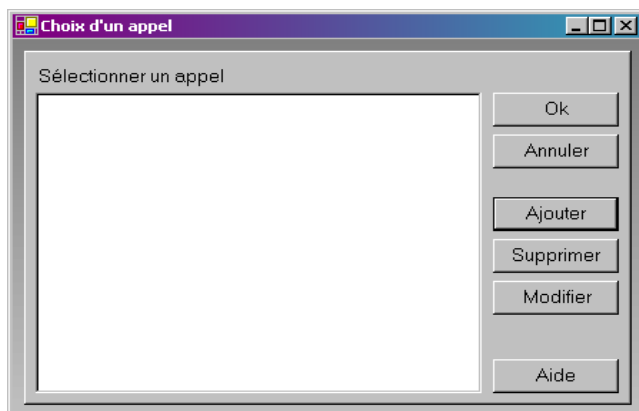 Choix d'un appel
Sélectionner un appel
Ok
Annuler
Ajouter
Supprimer
Modifier
Aide